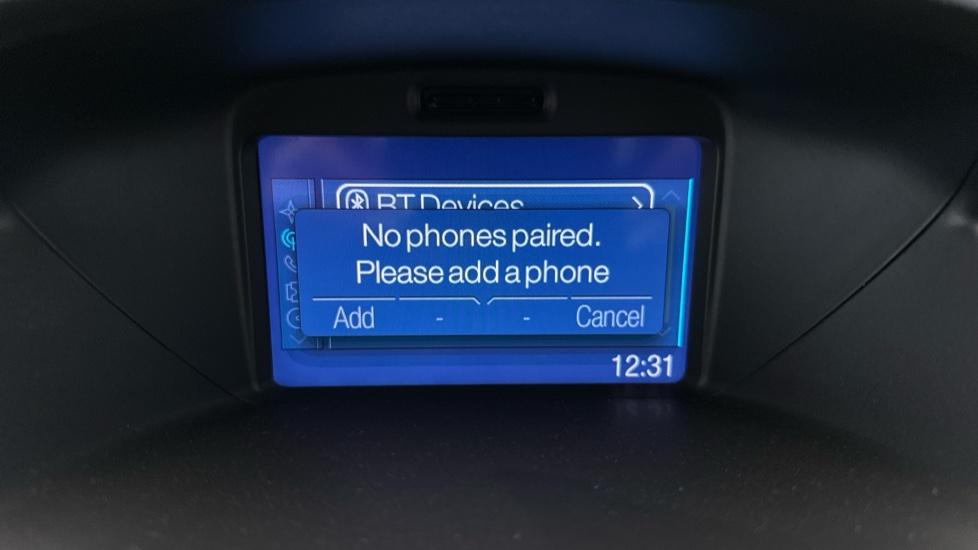 BT Devices
No phones paired.
Please add a phone
Add - - Cancel
12:31